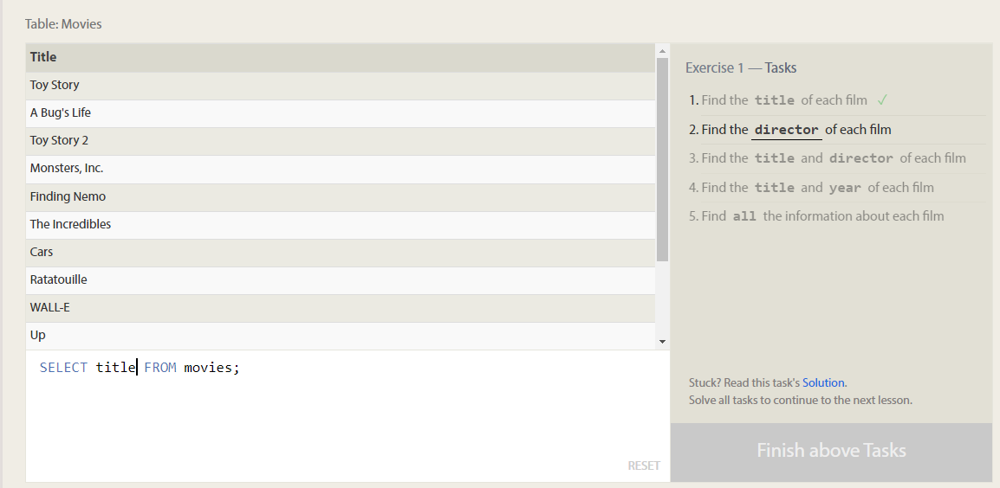 Table: Movies
Title
Toy Story
A Bug's Life
Toy Story 2
Monsters, Inc.
Finding Nemo
The Incredibles
Cars
Ratatouille
WALL-E
Up
SELECT title FROM movies;
RESET
Exercise 1 — Tasks
1. Find the title of each film ✓
2. Find the director of each film
3. Find the title and director of each film
4. Find the title and year of each film
5. Find all the information about each film
Stuck? Read this task's Solution.
Solve all tasks to continue to the next lesson.
Finish above Tasks